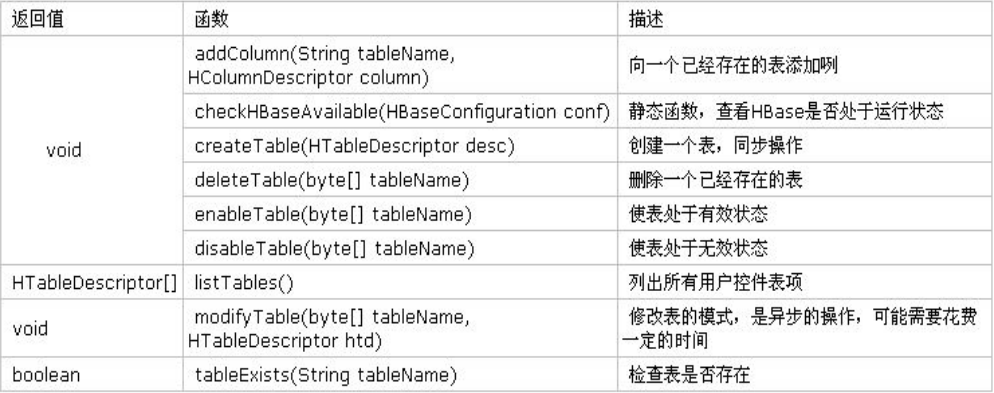 返回值 函数 描述
addColumn(String tableName,
HColumnDescriptor column) 向一个已经存在的表添加咧
checkHBaseAvailable(HBaseConfiguration conf) 静态函数，查看HBase是否处于运行状态
void createTable(HTableDescriptor desc) 创建一个表，同步操作
deleteTable(byte[] tableName) 删除一个已经存在的表
enableTable(byte[] tableName) 使表处于有效状态
disableTable(byte[] tableName) 使表处于无效状态
HTableDescriptor[] listTables() 列出所有用户控件表项
void modifyTable(byte[] tableName,
HTableDescriptor htd) 修改表的模式，是异步的操作，可能需要花费
一定的时间
boolean tableExists(String tableName) 检查表是否存在